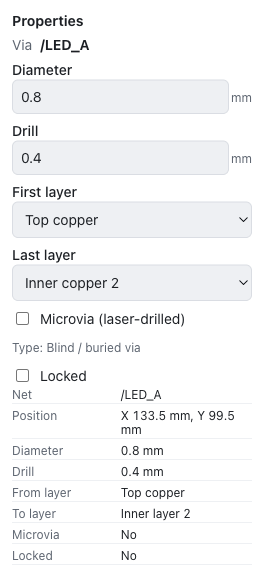 Properties
Via /LED_A
Diameter
0.8 mm
Drill
0.4 mm
First layer
Top copper
Last layer
Inner copper 2
Microvia (laser-drilled)
Type: Blind / buried via
Locked
Net /LED_A
Position X 133.5 mm, Y 99.5
mm
Diameter 0.8 mm
Drill 0.4 mm
From layer Top copper
To layer Inner layer 2
Microvia No
Locked No